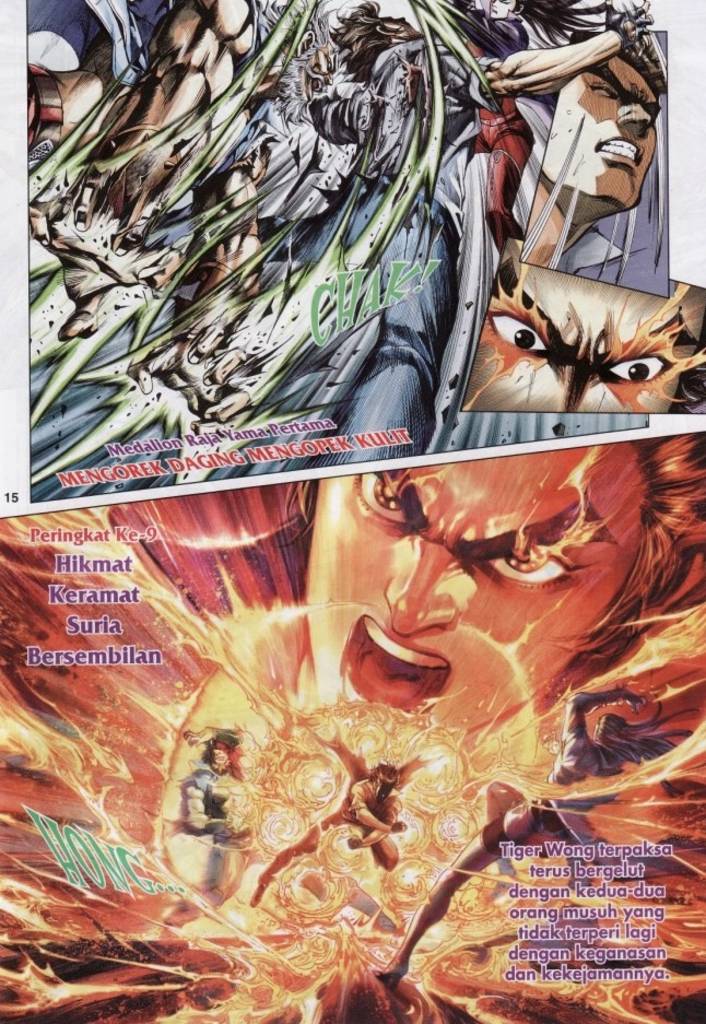 CHAK!
Medallion Raja Yama Pertama
MENGOREK DAGING MENGOPEK KULIT
15
Peringkat Ke-9
Hikmat
Keramat
Suria
Bersembilan
HONG...
Tiger Wong terpaksa
terus bergelut
dengan kedua-dua
orang musuh yang
tidak terperi lagi
dengan keganasan
dan kekejamannya.